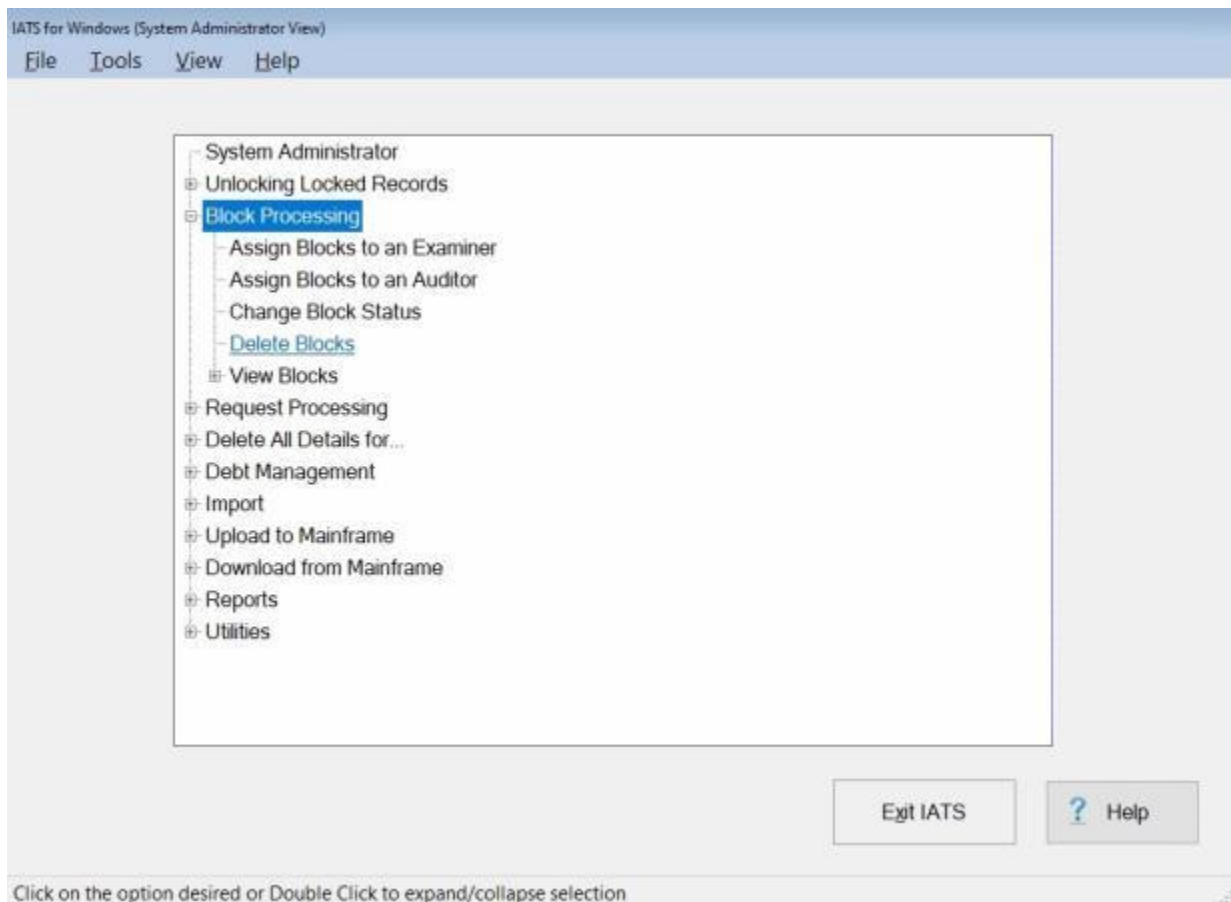 IATS for Windows (System Administrator View)
File Tools View Help
System Administrator
Unlocking Locked Records
Block Processing
Assign Blocks to an Examiner
Assign Blocks to an Auditor
Change Block Status
Delete Blocks
View Blocks
Request Processing
Delete All Details for...
Debt Management
Import
Upload to Mainframe
Download from Mainframe
Reports
Utilities
Exit IATS ? Help
Click on the option desired or Double Click to expand/collapse selection